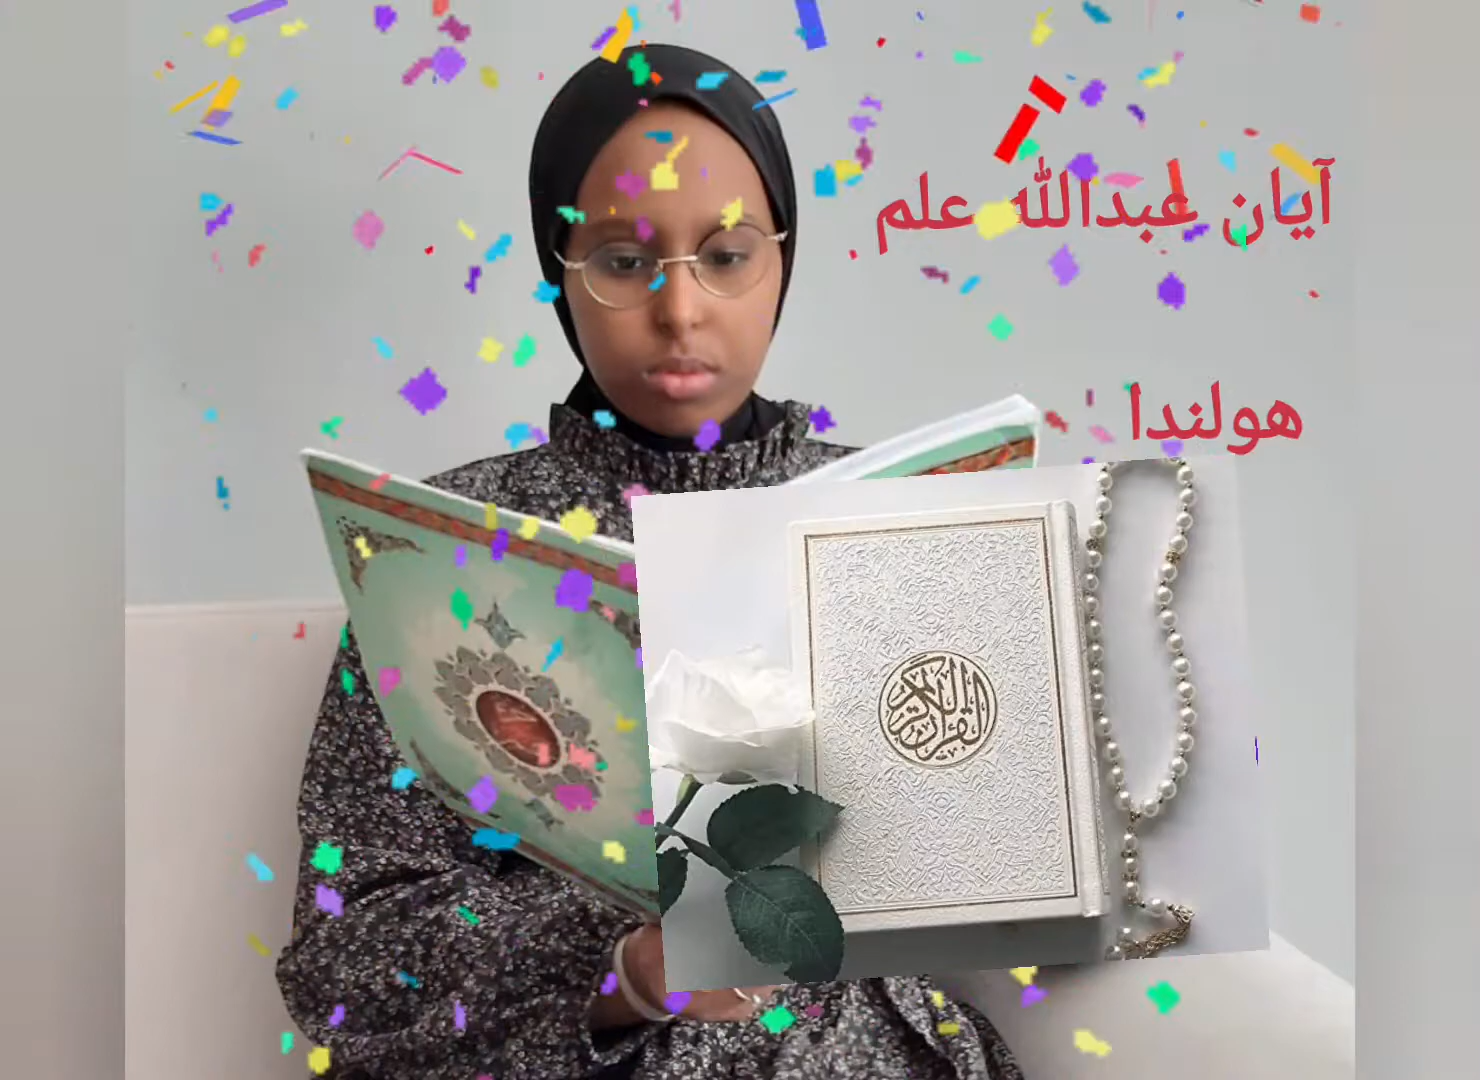 آيان عبدالله علم
هولندا
القرآن الكريم